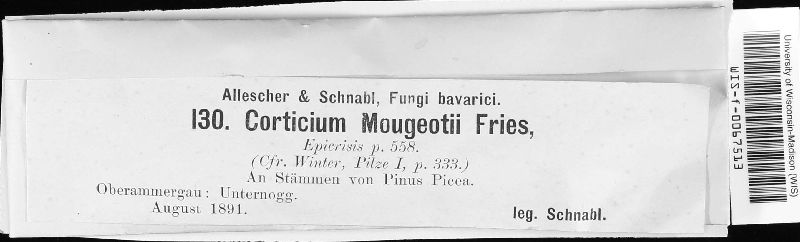 Allescher & Schnabl, Fungi bavarici.
130. Corticium Mougeotii Fries,
Epicrisis p. 558.
(Cfr. Winter, Pilze I, p. 333.)
An Stämmen von Pinus Picea.
Oberammergau: Unternogg.
August 1891.
leg. Schnabl.
WIS-f-0067513
University of Wisconsin-Madison (WIS)